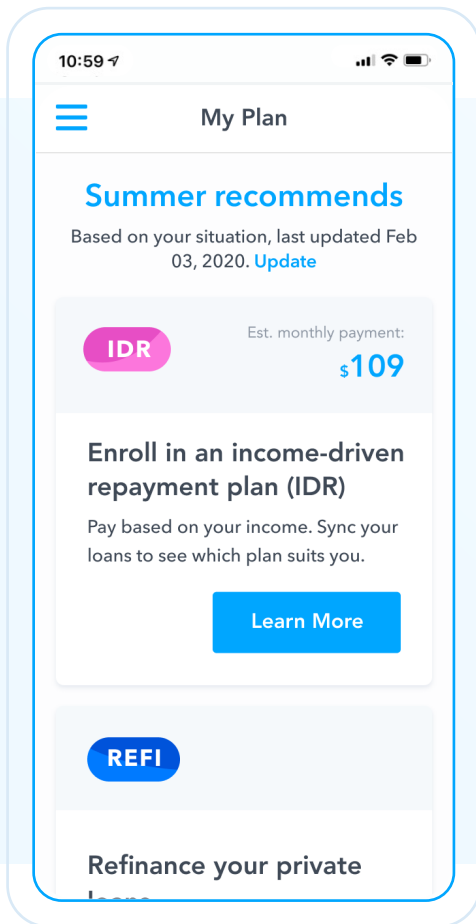 10:59
My Plan
Summer recommends
Based on your situation, last updated Feb
03, 2020. Update
IDR
Est. monthly payment:
$109
Enroll in an income-driven
repayment plan (IDR)
Pay based on your income. Sync your
loans to see which plan suits you.
Learn More
REFI
Refinance your private
loans